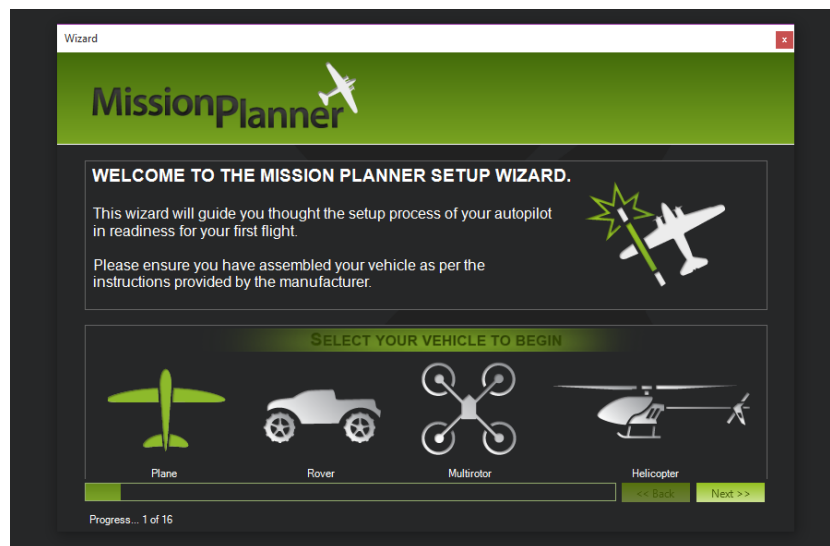 Wizard
x
MissionPlanner
WELCOME TO THE MISSION PLANNER SETUP WIZARD.
This wizard will guide you thought the setup process of your autopilot
in readiness for your first flight.
Please ensure you have assembled your vehicle as per the
instructions provided by the manufacturer.
SELECT YOUR VEHICLE TO BEGIN
Plane Rover Multirotor Helicopter
<< Back Next >>
Progress... 1 of 16